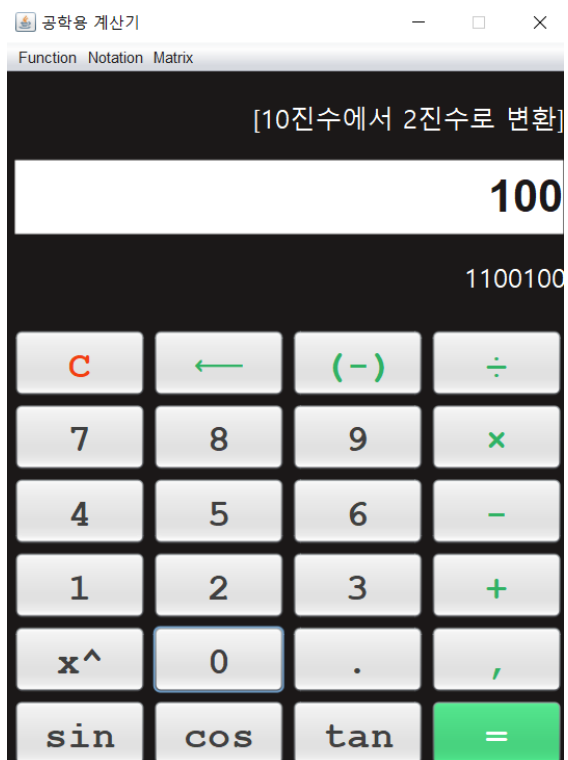 공학용 계산기
Function Notation Matrix
[10진수에서 2진수로 변환]
100
1100100
C ← (-) ÷
7 8 9 ×
4 5 6 -
1 2 3 +
x^ 0 . ,
sin cos tan =